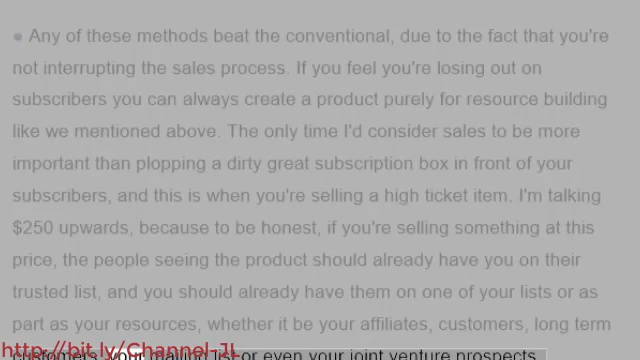 Any of these methods beat the conventional, due to the fact that you're
not interrupting the sales process. If you feel you're losing out on
subscribers you can always create a product purely for resource building
like we mentioned above. The only time I'd consider sales to be more
important than plopping a dirty great subscription box in front of your
subscribers, and this is when you're selling a high ticket item. I'm talking
$250 upwards, because to be honest, if you're selling something at this
price, the people seeing the product should already have you on their
trusted list, and you should already have them on one of your lists or as
part as your resources, whether it be your affiliates, customers, long term
http://bit.ly/Channel-JL
customers, your mailing list or even your joint venture prospects.